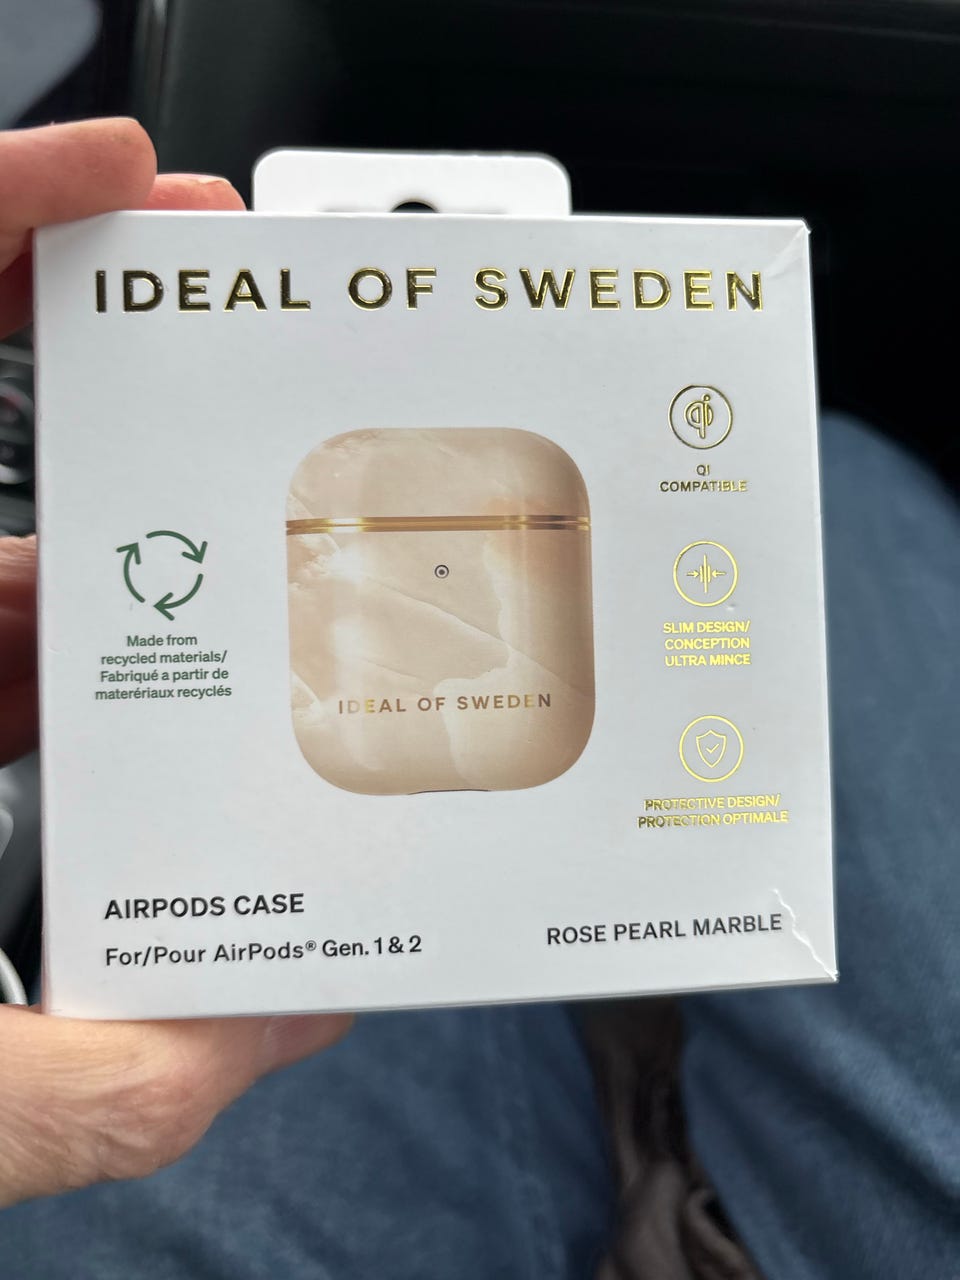 IDEAL OF SWEDEN
QI
COMPATIBLE
Made from
recycled materials/
Fabriqué a partir de
materériaux recyclés
SLIM DESIGN/
CONCEPTION
ULTRA MINCE
IDEAL OF SWEDEN
PROTECTIVE DESIGN/
PROTECTION OPTIMALE
AIRPODS CASE
For/Pour AirPods® Gen. 1 & 2
ROSE PEARL MARBLE